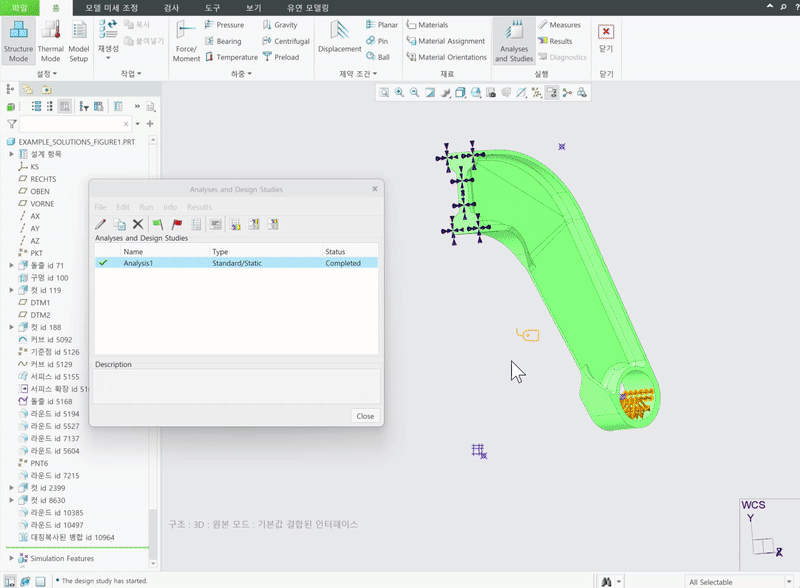 파일 홈 모델 미세 조정 검사 도구 보기 유연 모델링
Structure Mode
Thermal Mode
Model Setup
설정
재생성
복사
붙여넣기
작업
Force/Moment
Pressure
Bearing
Temperature
Gravity
Centrifugal
Preload
하중
Displacement
Planar
Pin
Ball
제약 조건
Materials
Material Assignment
Material Orientations
재료
Analyses and Studies
Measures
Results
Diagnostics
실행
닫기
닫기
EXAMPLE_SOLUTIONS_FIGURE1.PRT
설계 항목
KS
RECHTS
OBEN
VORNE
AX
AY
AZ
PKT
돌출 id 71
구멍 id 100
컷 id 119
DTM1
DTM2
컷 id 188
커브 id 5092
기준점 id 5126
커브 id 5129
서피스 id 5155
서피스 확장 id 51
돌출 id 5168
라운드 id 5194
라운드 id 5527
라운드 id 7137
라운드 id 5604
PNT6
라운드 id 7215
컷 id 2399
컷 id 8630
라운드 id 10385
라운드 id 10497
대칭복사된 병합 id 10964
Simulation Features
Analyses and Design Studies
File Edit Run Info Results
Analyses and Design Studies
Name Type Status
Analysis1 Standard/Static Completed
Description
Close
구조 : 3D : 원본 모드 : 기본값 결합된 인터페이스
WCS
Y
X
The design study has started.
All Selectable